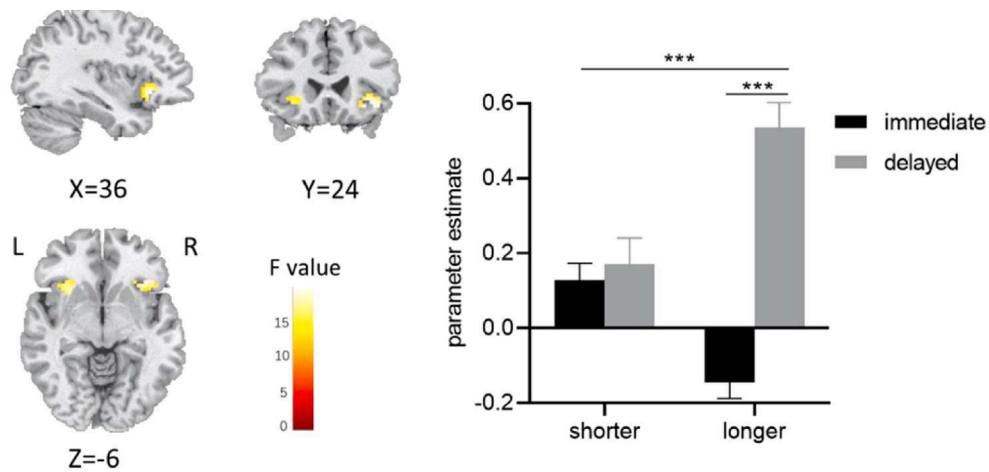 X=36
Y=24
L
R
Z=-6
F value
15
10
5
0
***
***
0.6
0.4
0.2
0.0
-0.2
parameter estimate
shorter
longer
immediate
delayed